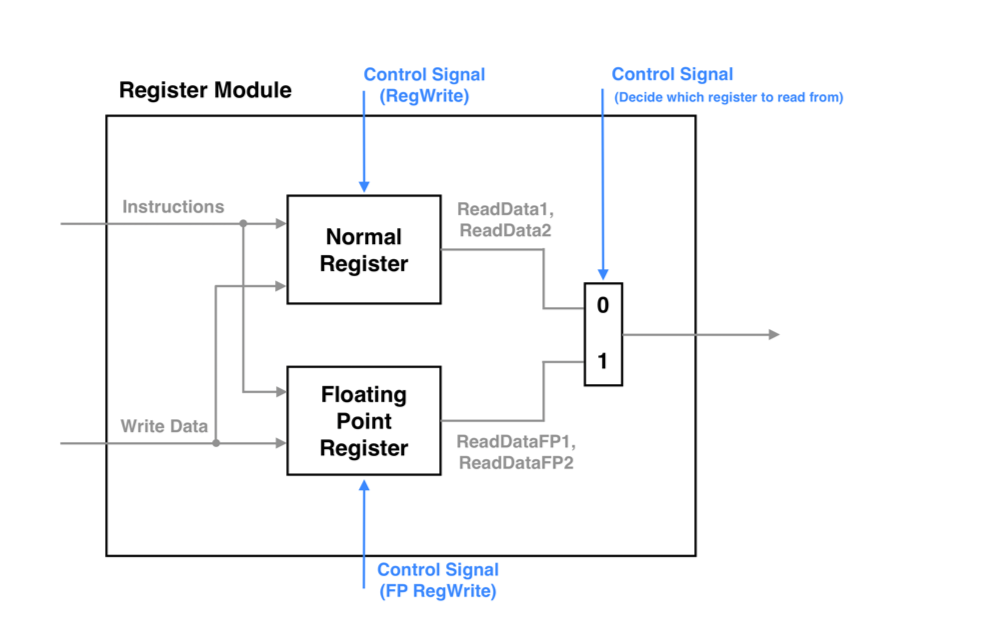 Control Signal
(RegWrite)
Control Signal
(Decide which register to read from)
Register Module
Instructions
Normal
Register
ReadData1,
ReadData2
0
1
Floating
Point
Register
Write Data
ReadDataFP1,
ReadDataFP2
Control Signal
(FP RegWrite)